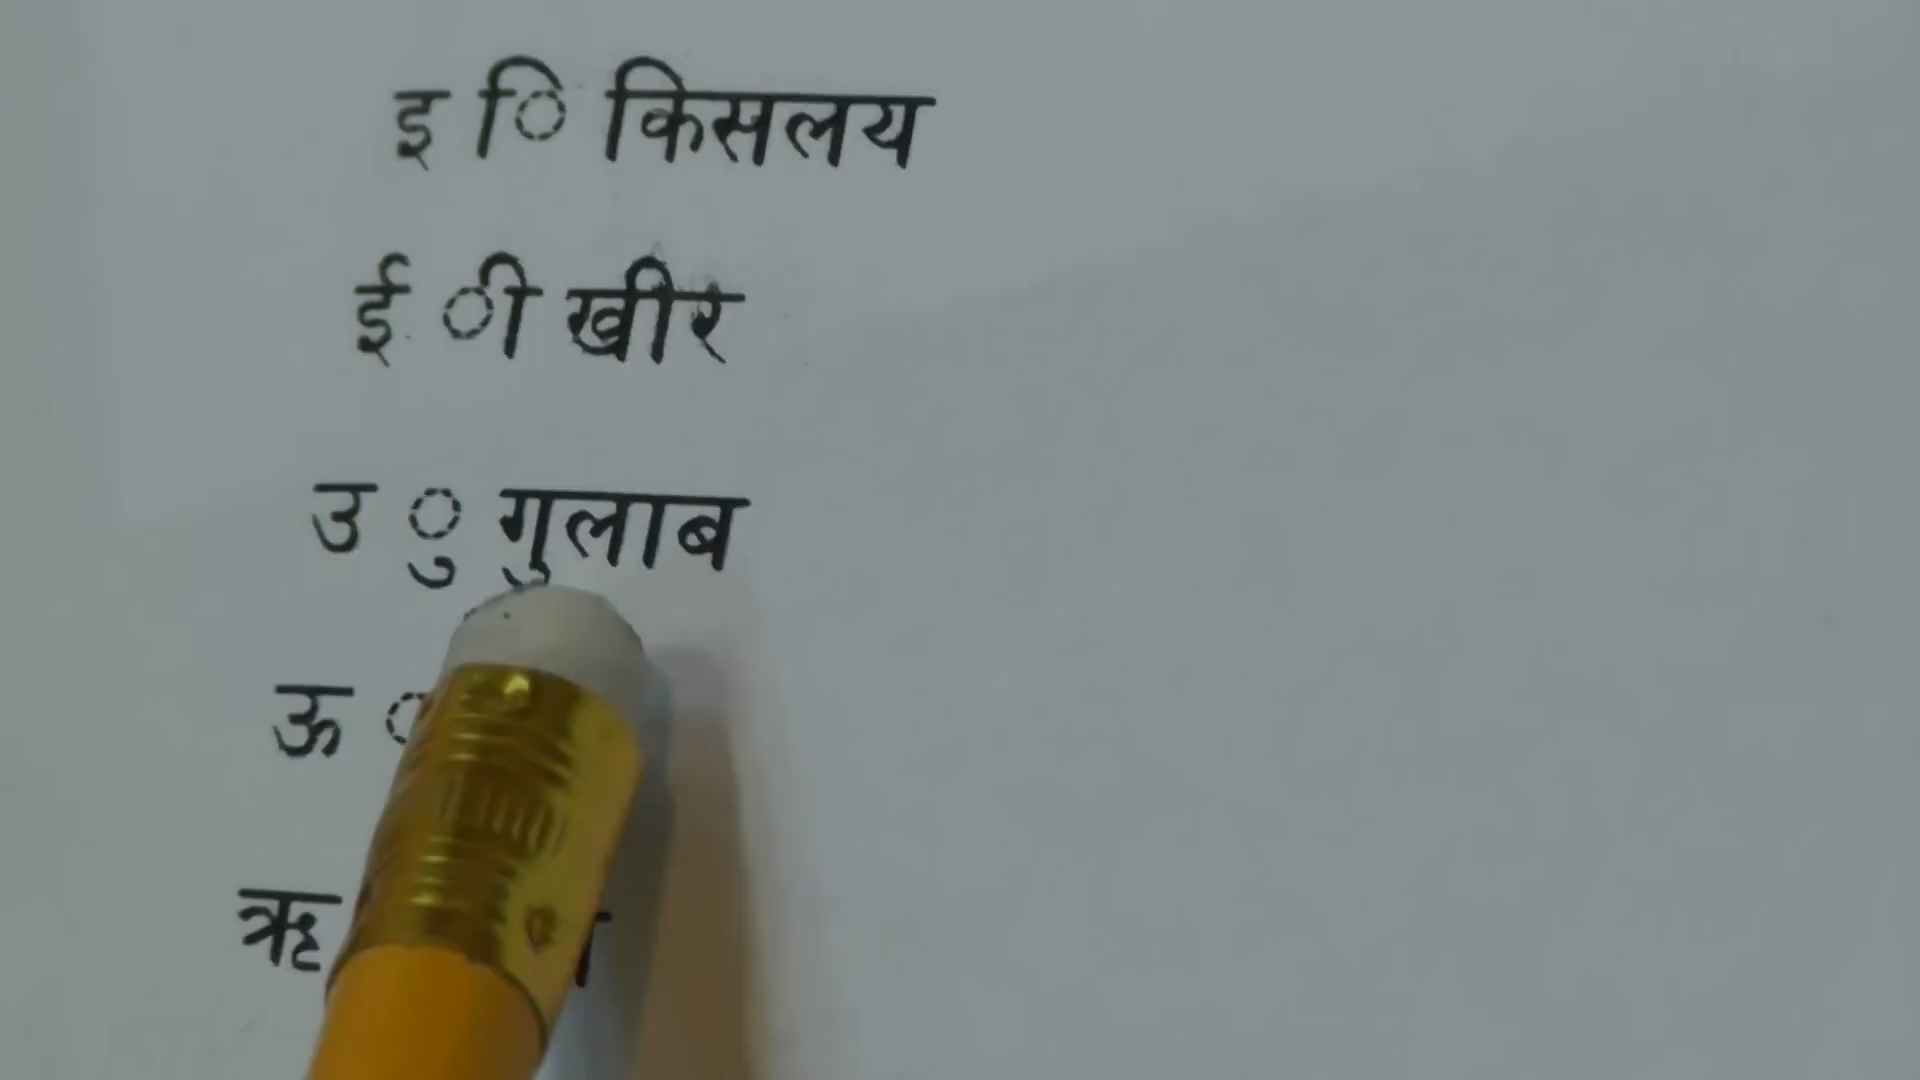 इ ि किसलय
ई ी खीर
उ ु गुलाब
ऊ
ऋ